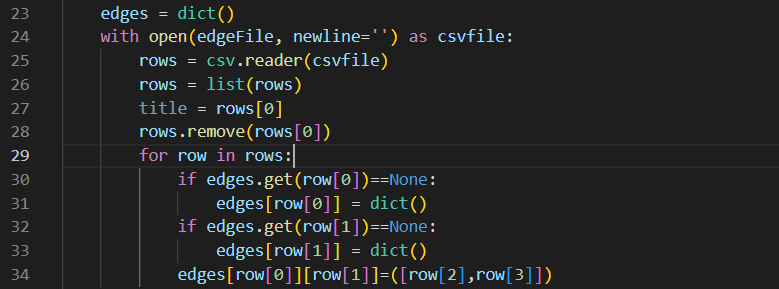 23 edges = dict()
24 with open(edgeFile, newline='') as csvfile:
25 rows = csv.reader(csvfile)
26 rows = list(rows)
27 title = rows[0]
28 rows.remove(rows[0])
29 for row in rows:
30 if edges.get(row[0])==None:
31 edges[row[0]] = dict()
32 if edges.get(row[1])==None:
33 edges[row[1]] = dict()
34 edges[row[0]][row[1]]=([row[2],row[3]])